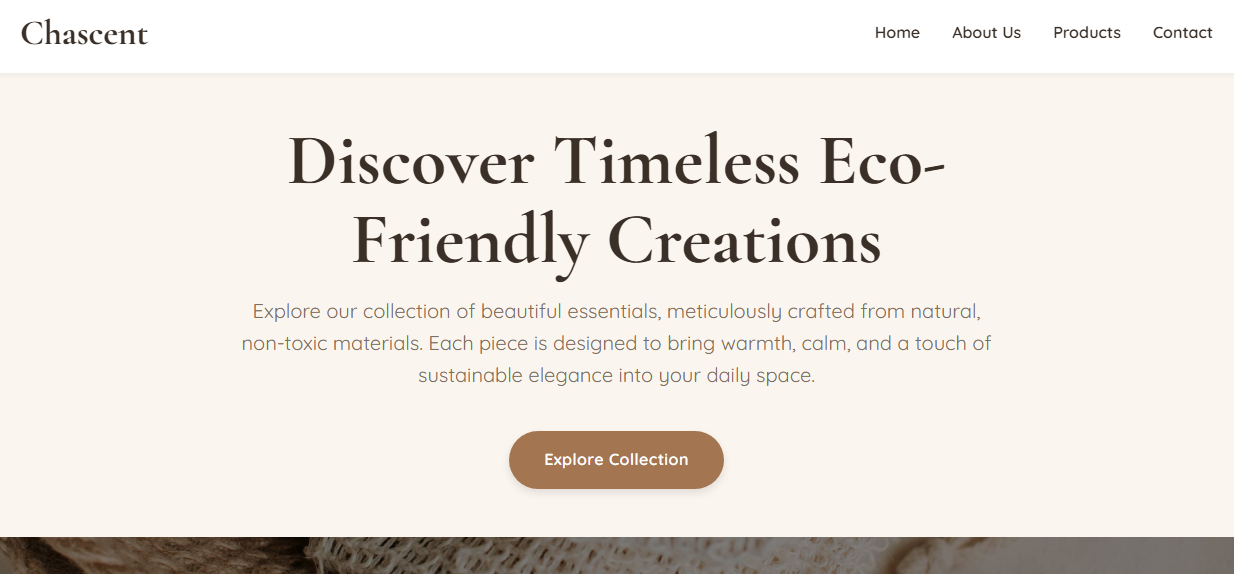 Chascent
Home About Us Products Contact
Discover Timeless Eco-
Friendly Creations
Explore our collection of beautiful essentials, meticulously crafted from natural,
non-toxic materials. Each piece is designed to bring warmth, calm, and a touch of
sustainable elegance into your daily space.
Explore Collection